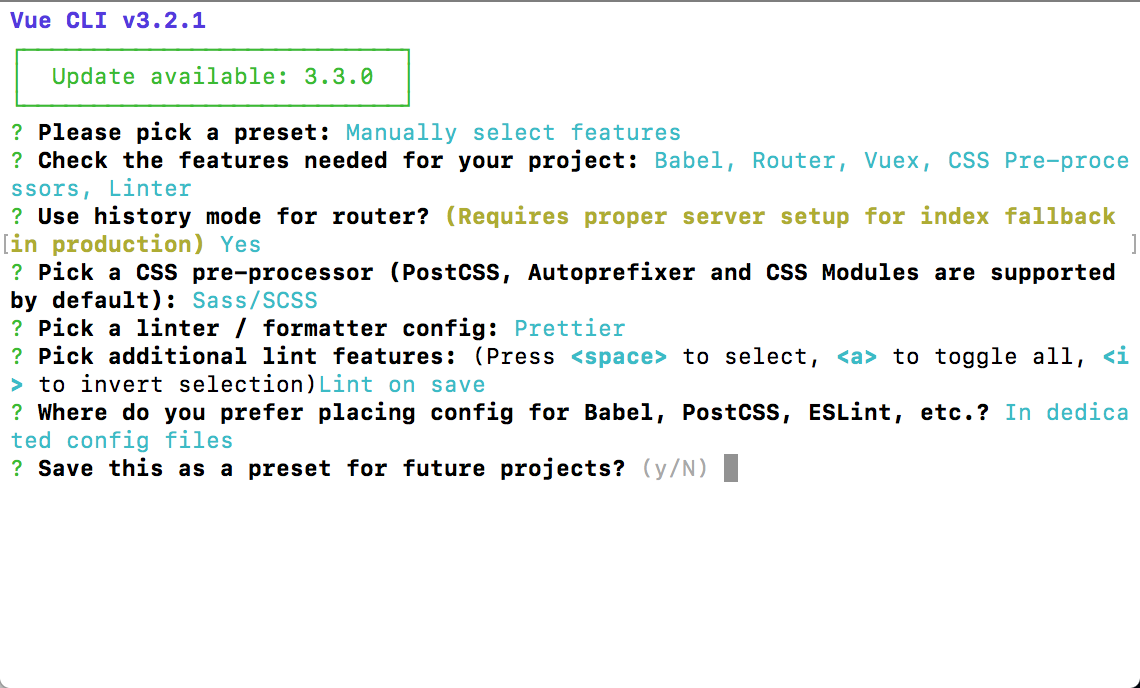 Vue CLI v3.2.1
Update available: 3.3.0
? Please pick a preset: Manually select features
? Check the features needed for your project: Babel, Router, Vuex, CSS Pre-proce
ssors, Linter
? Use history mode for router? (Requires proper server setup for index fallback
[in production) Yes ]
? Pick a CSS pre-processor (PostCSS, Autoprefixer and CSS Modules are supported
by default): Sass/SCSS
? Pick a linter / formatter config: Prettier
? Pick additional lint features: (Press <space> to select, <a> to toggle all, <i
> to invert selection)Lint on save
? Where do you prefer placing config for Babel, PostCSS, ESLint, etc.? In dedica
ted config files
? Save this as a preset for future projects? (y/N)